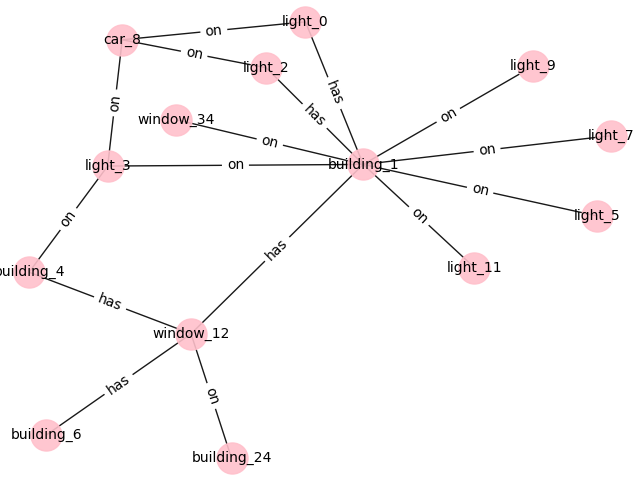 light_0
on
car_8
on
light_2
light_9
on
has
on
has
on
window_34
light_7
on
on
light_3
on
building_1
on
light_5
on
on
has
light_11
building_4
has
window_12
has
on
building_6
building_24